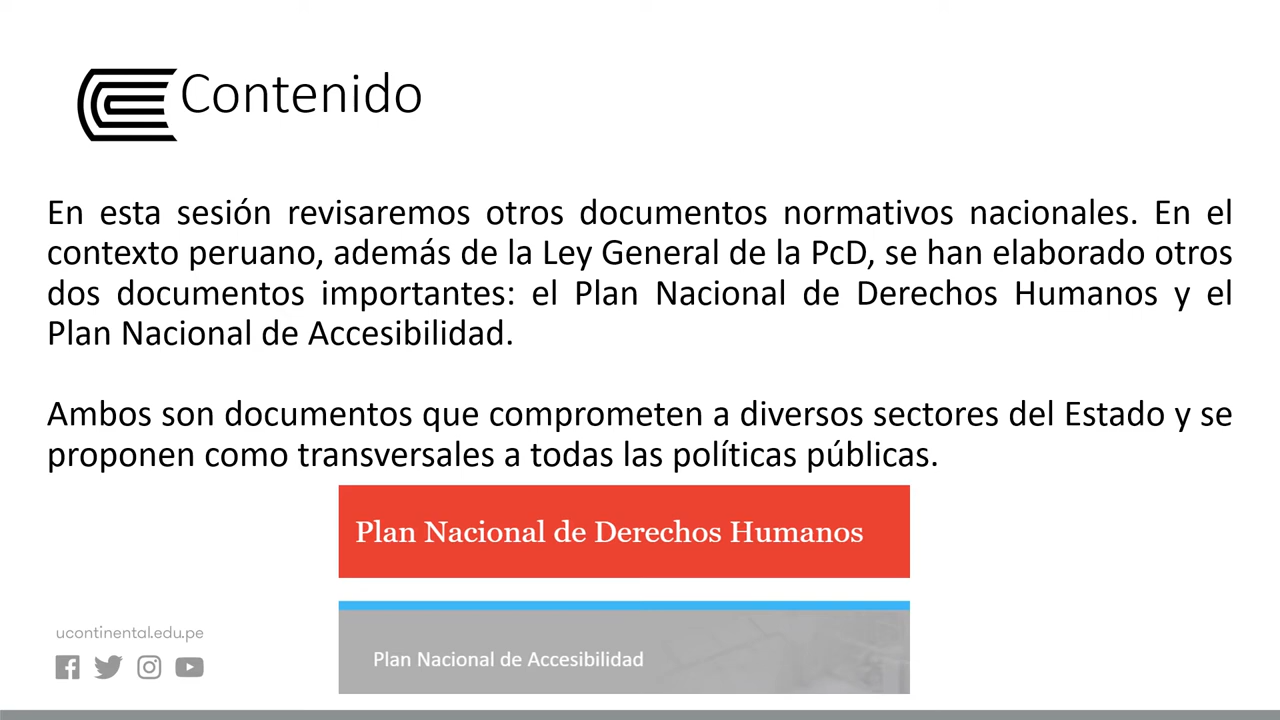 Contenido
En esta sesión revisaremos otros documentos normativos nacionales. En el
contexto peruano, además de la Ley General de la PcD, se han elaborado otros
dos documentos importantes: el Plan Nacional de Derechos Humanos y el
Plan Nacional de Accesibilidad.
Ambos son documentos que comprometen a diversos sectores del Estado y se
proponen como transversales a todas las políticas públicas.
Plan Nacional de Derechos Humanos
Plan Nacional de Accesibilidad
ucontinental.edu.pe